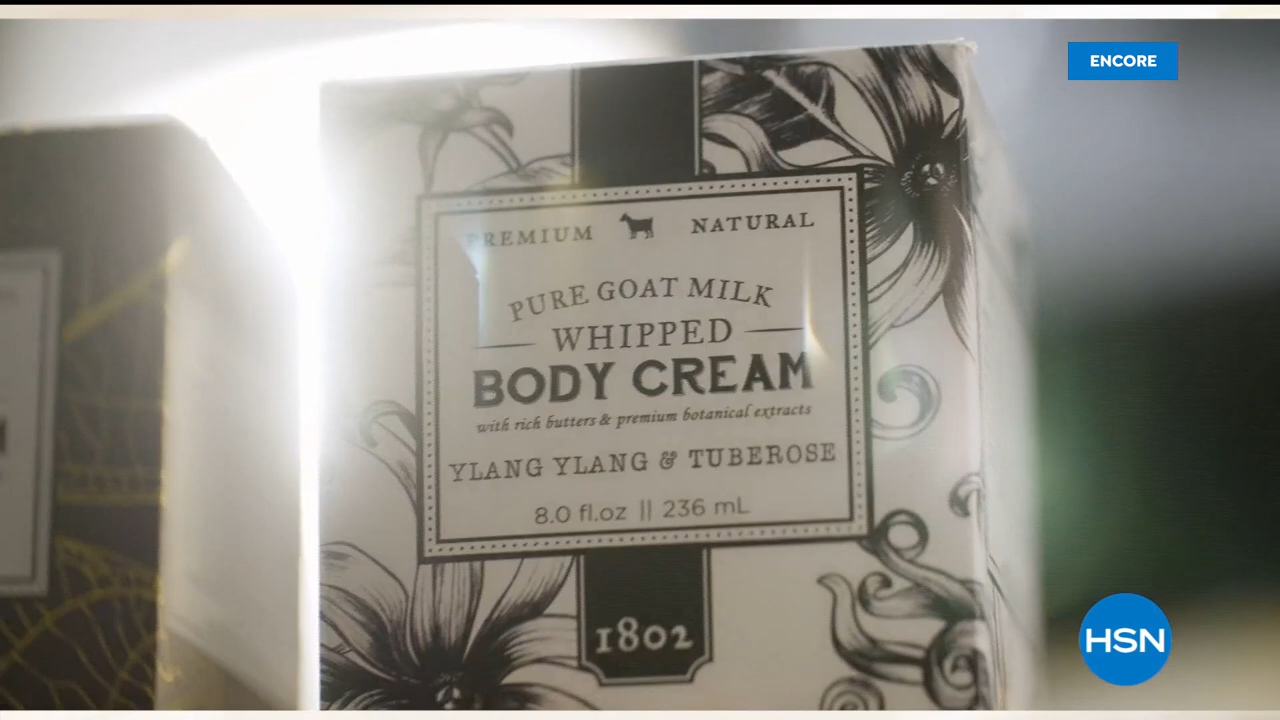 ENCORE
PREMIUM NATURAL
PURE GOAT MILK
WHIPPED
BODY CREAM
with rich butters & premium botanical extracts
YLANG YLANG & TUBEROSE
8.0 fl.oz || 236 mL
1802
HSN